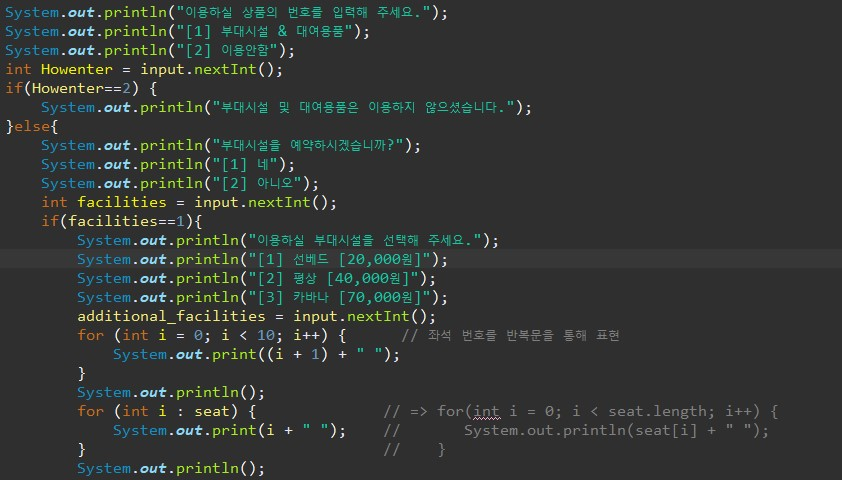 System.out.println("이용하실 상품의 번호를 입력해 주세요.");
System.out.println("[1] 부대시설 & 대여용품");
System.out.println("[2] 이용안함");
int Howenter = input.nextInt();
if(Howenter==2) {
System.out.println("부대시설 및 대여용품은 이용하지 않으셨습니다.");
}else{
System.out.println("부대시설을 예약하시겠습니까?");
System.out.println("[1] 네");
System.out.println("[2] 아니오");
int facilities = input.nextInt();
if(facilities==1){
System.out.println("이용하실 부대시설을 선택해 주세요.");
System.out.println("[1] 선베드 [20,000원]");
System.out.println("[2] 평상 [40,000원]");
System.out.println("[3] 카바나 [70,000원]");
additional_facilities = input.nextInt();
for (int i = 0; i < 10; i++) { // 좌석 번호를 반복문을 통해 표현
System.out.print((i + 1) + " ");
}
System.out.println();
for (int i : seat) { // => for(int i = 0; i < seat.length; i++) {
System.out.print(i + " "); // System.out.println(seat[i] + " ");
} // }
System.out.println();